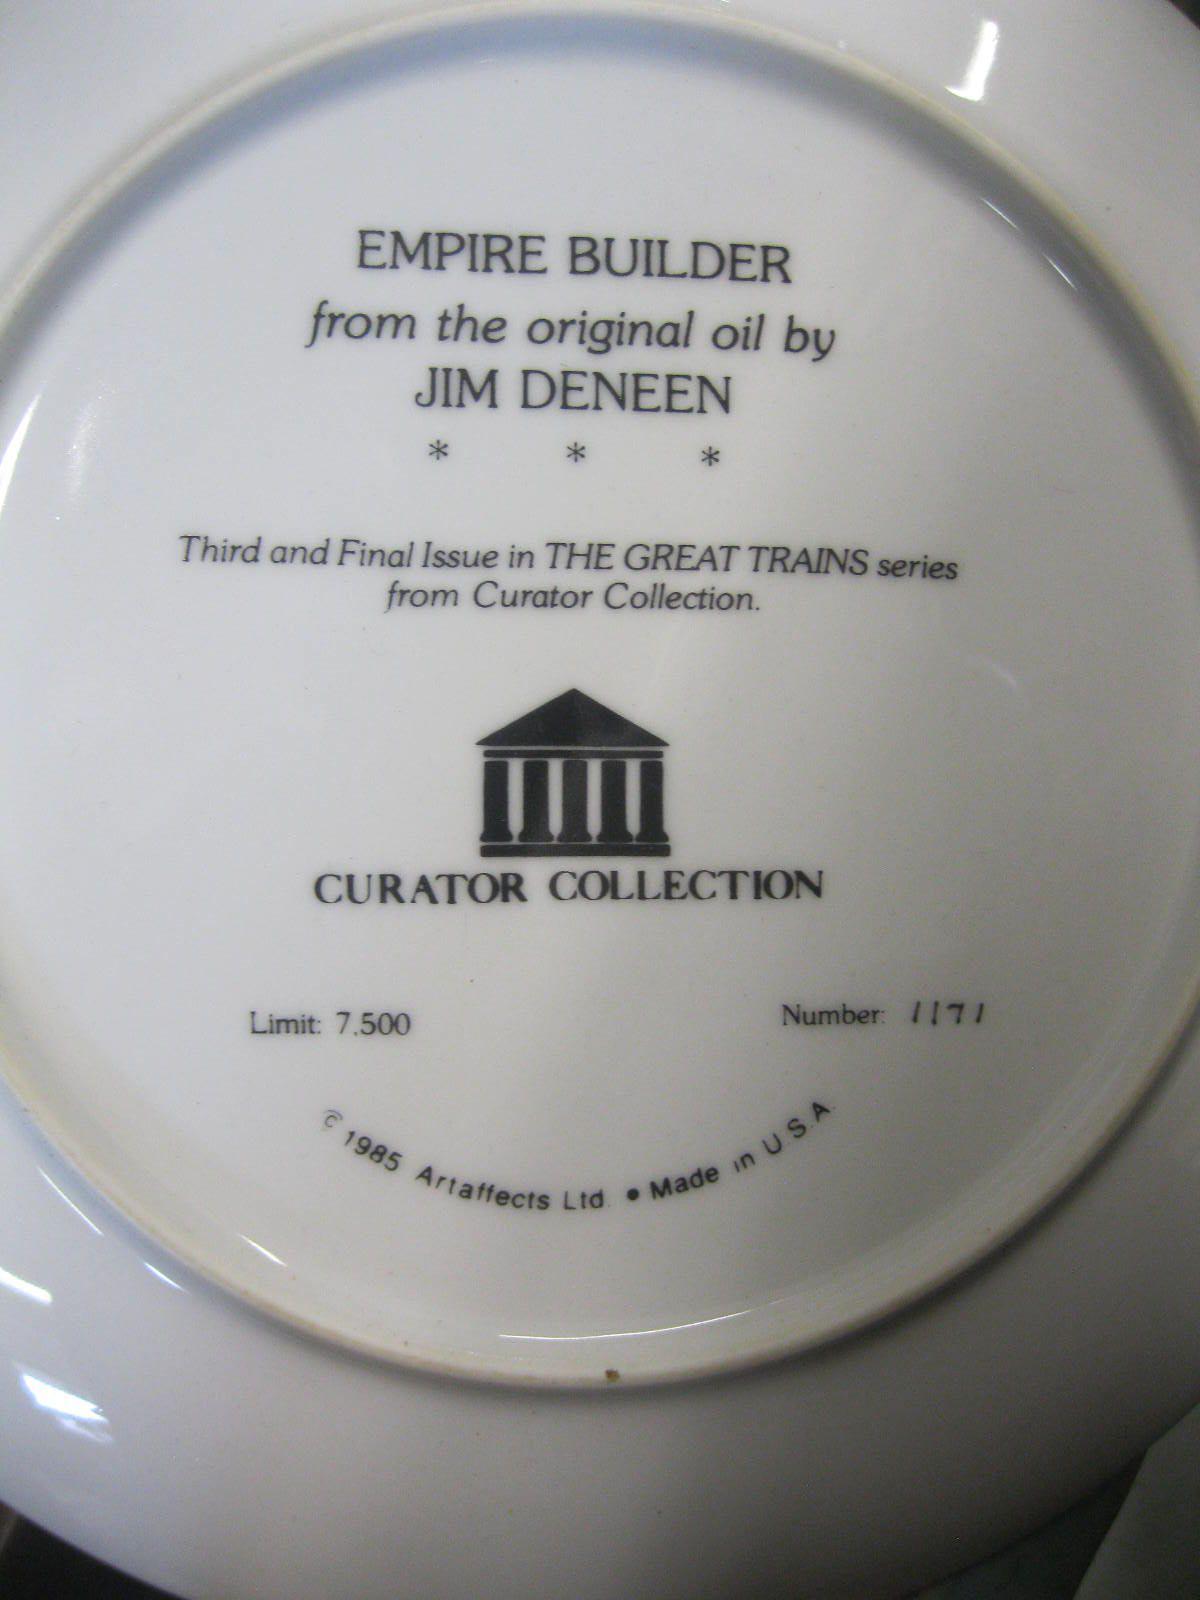 EMPIRE BUILDER
from the original oil by
JIM DENEEN
* * *
Third and Final Issue in THE GREAT TRAINS series
from Curator Collection.
CURATOR COLLECTION
Limit: 7,500
Number: 1171
© 1985 Artaffects Ltd. • Made in U.S.A.